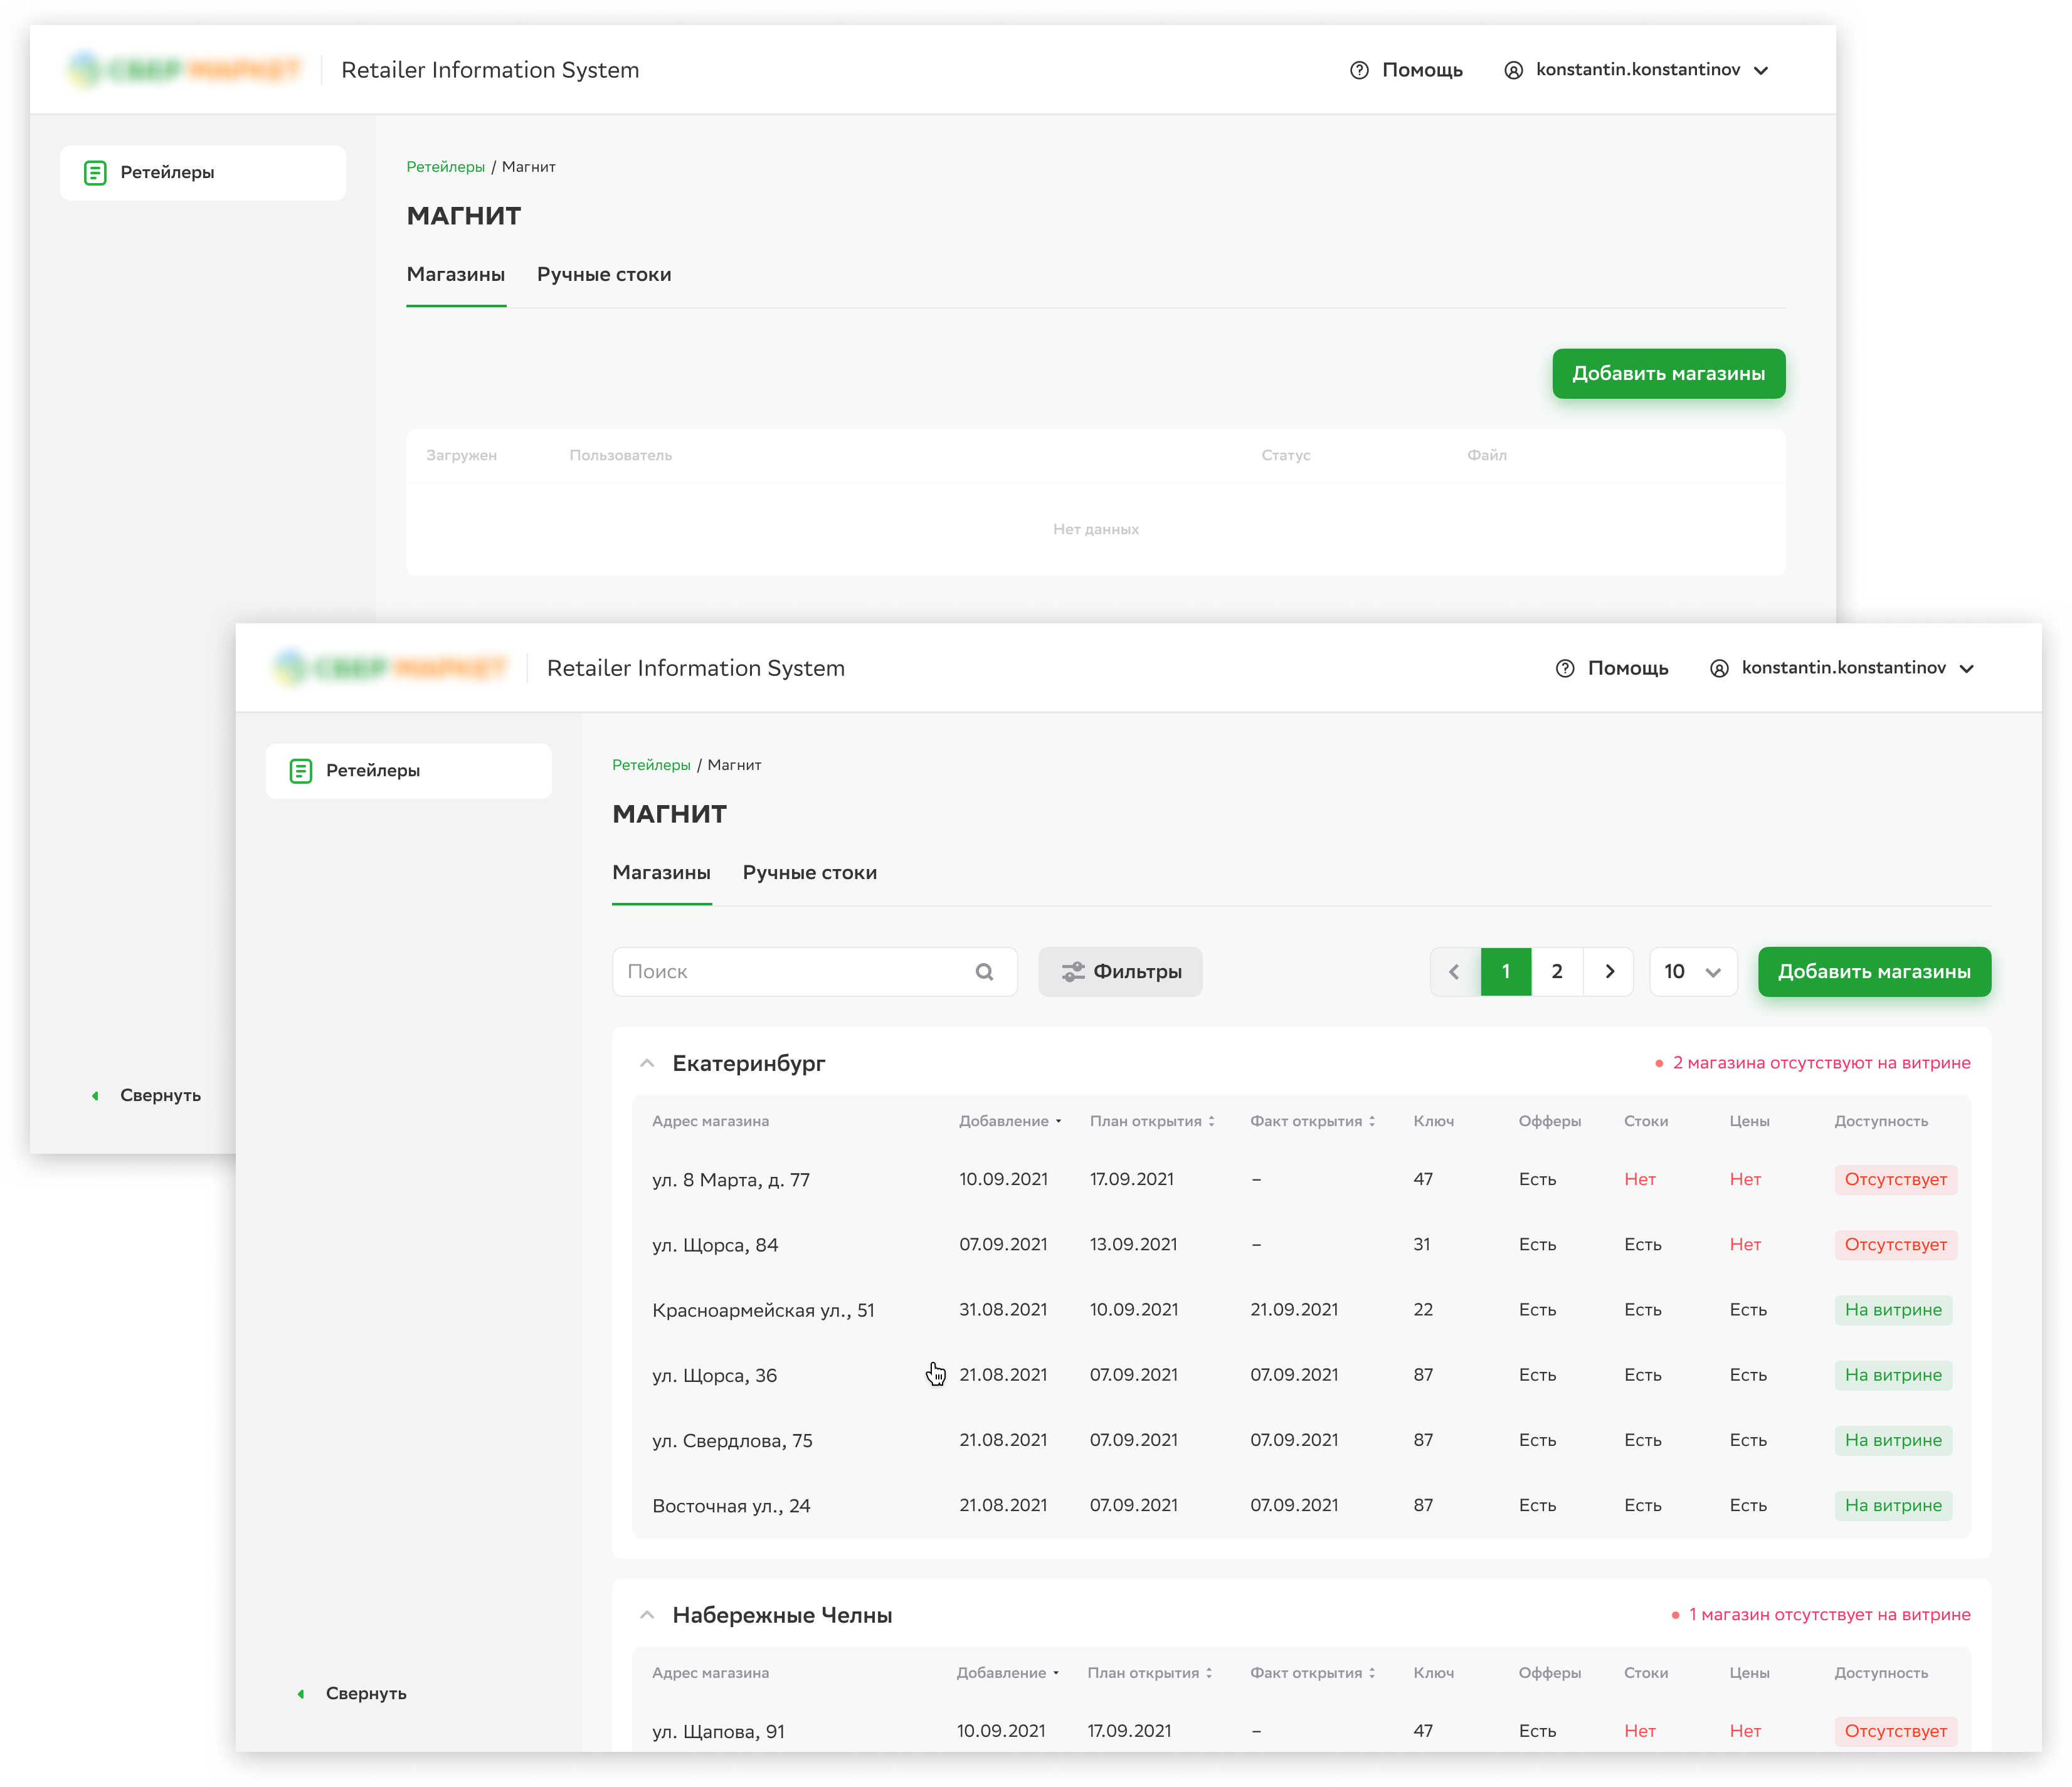 СБЕР МАРКЕТ Retailer Information System Помощь konstantin.konstantinov
Ретейлеры
Ретейлеры / Магнит
МАГНИТ
Магазины Ручные стоки
Добавить магазины
Загружен Пользователь Статус Файл
Нет данных
Свернуть
СБЕР МАРКЕТ Retailer Information System Помощь konstantin.konstantinov
Ретейлеры
Ретейлеры / Магнит
МАГНИТ
Магазины Ручные стоки
Поиск Фильтры 1 2 10 Добавить магазины
Екатеринбург 2 магазина отсутствуют на витрине
Адрес магазина Добавление План открытия Факт открытия Ключ Офферы Стоки Цены Доступность
ул. 8 Марта, д. 77 10.09.2021 17.09.2021 – 47 Есть Нет Нет Отсутствует
ул. Щорса, 84 07.09.2021 13.09.2021 – 31 Есть Есть Нет Отсутствует
Красноармейская ул., 51 31.08.2021 10.09.2021 21.09.2021 22 Есть Есть Есть На витрине
ул. Щорса, 36 21.08.2021 07.09.2021 07.09.2021 87 Есть Есть Есть На витрине
ул. Свердлова, 75 21.08.2021 07.09.2021 07.09.2021 87 Есть Есть Есть На витрине
Восточная ул., 24 21.08.2021 07.09.2021 07.09.2021 87 Есть Есть Есть На витрине
Набережные Челны 1 магазин отсутствует на витрине
Адрес магазина Добавление План открытия Факт открытия Ключ Офферы Стоки Цены Доступность
ул. Щапова, 91 10.09.2021 17.09.2021 – 47 Есть Нет Нет Отсутствует
Свернуть